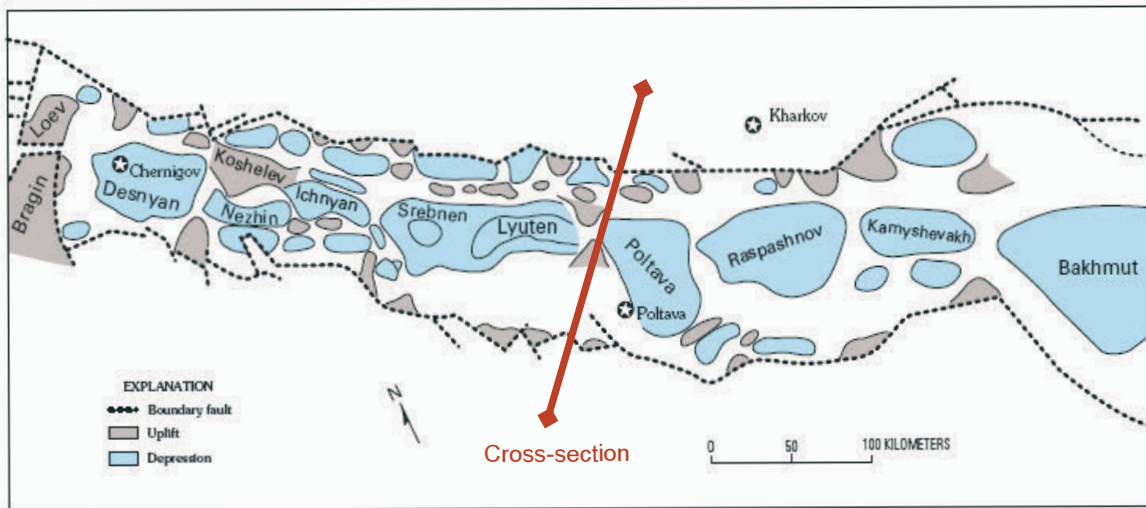 Loev
Bragin
Chernigov
Desnyan
Koshelev
Nezhin
Ichnyan
Srebnen
Lyuten
Poltava
Poltava
Kharkov
Raspashnov
Kamyshevakh
Bakhmut
EXPLANATION
Boundary fault
Uplift
Depression
N
Cross-section
0 50 100 KILOMETERS